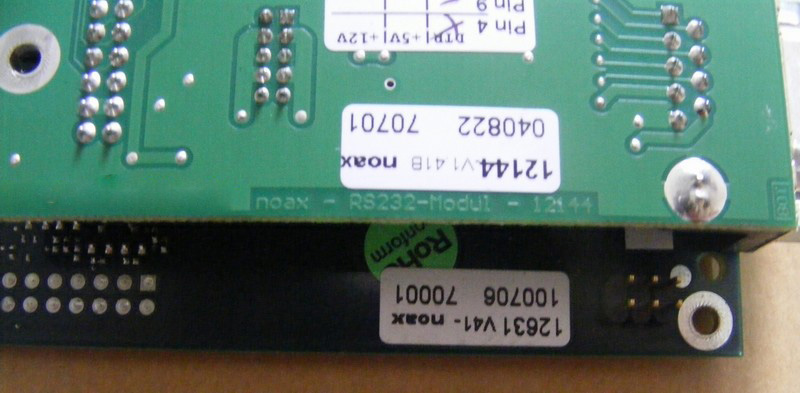 DTR|+5V|+12V
Pin 4
Pin 9
12144 V1.41B noax
040822 70701
noax - RS232-Modul - 12144
RoHS
12631 V41- noax
100706 70001